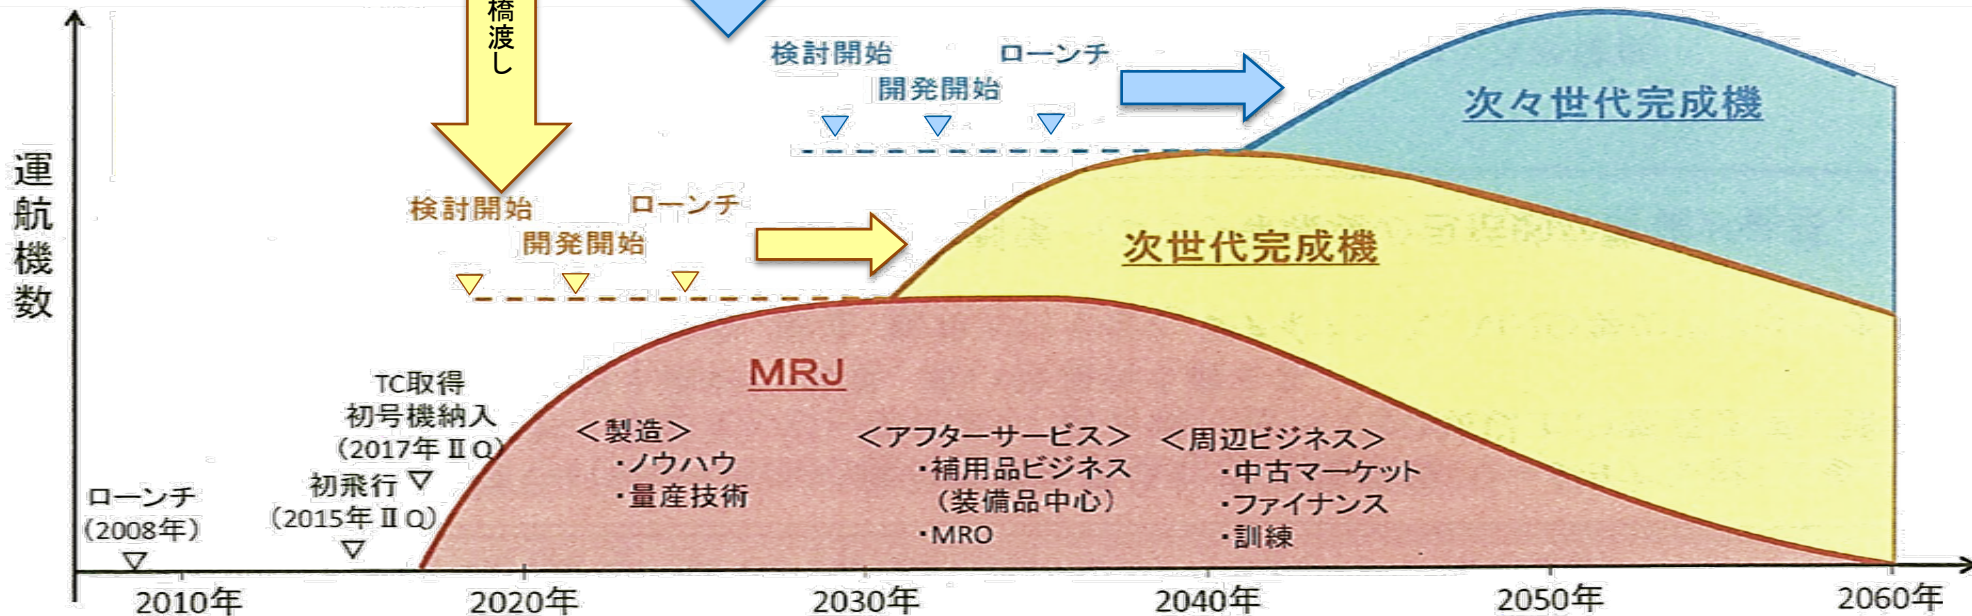 橋渡し
検討開始
ローンチ
開発開始
次々世代完成機
運航機数
検討開始
ローンチ
開発開始
次世代完成機
MRJ
TC取得
初号機納入
(2017年ⅡQ)
初飛行
(2015年ⅡQ)
ローンチ
(2008年)
＜製造＞
・ノウハウ
・量産技術
＜アフターサービス＞
・補用品ビジネス
(装備品中心)
・MRO
＜周辺ビジネス＞
・中古マーケット
・ファイナンス
・訓練
2010年
2020年
2030年
2040年
2050年
2060年